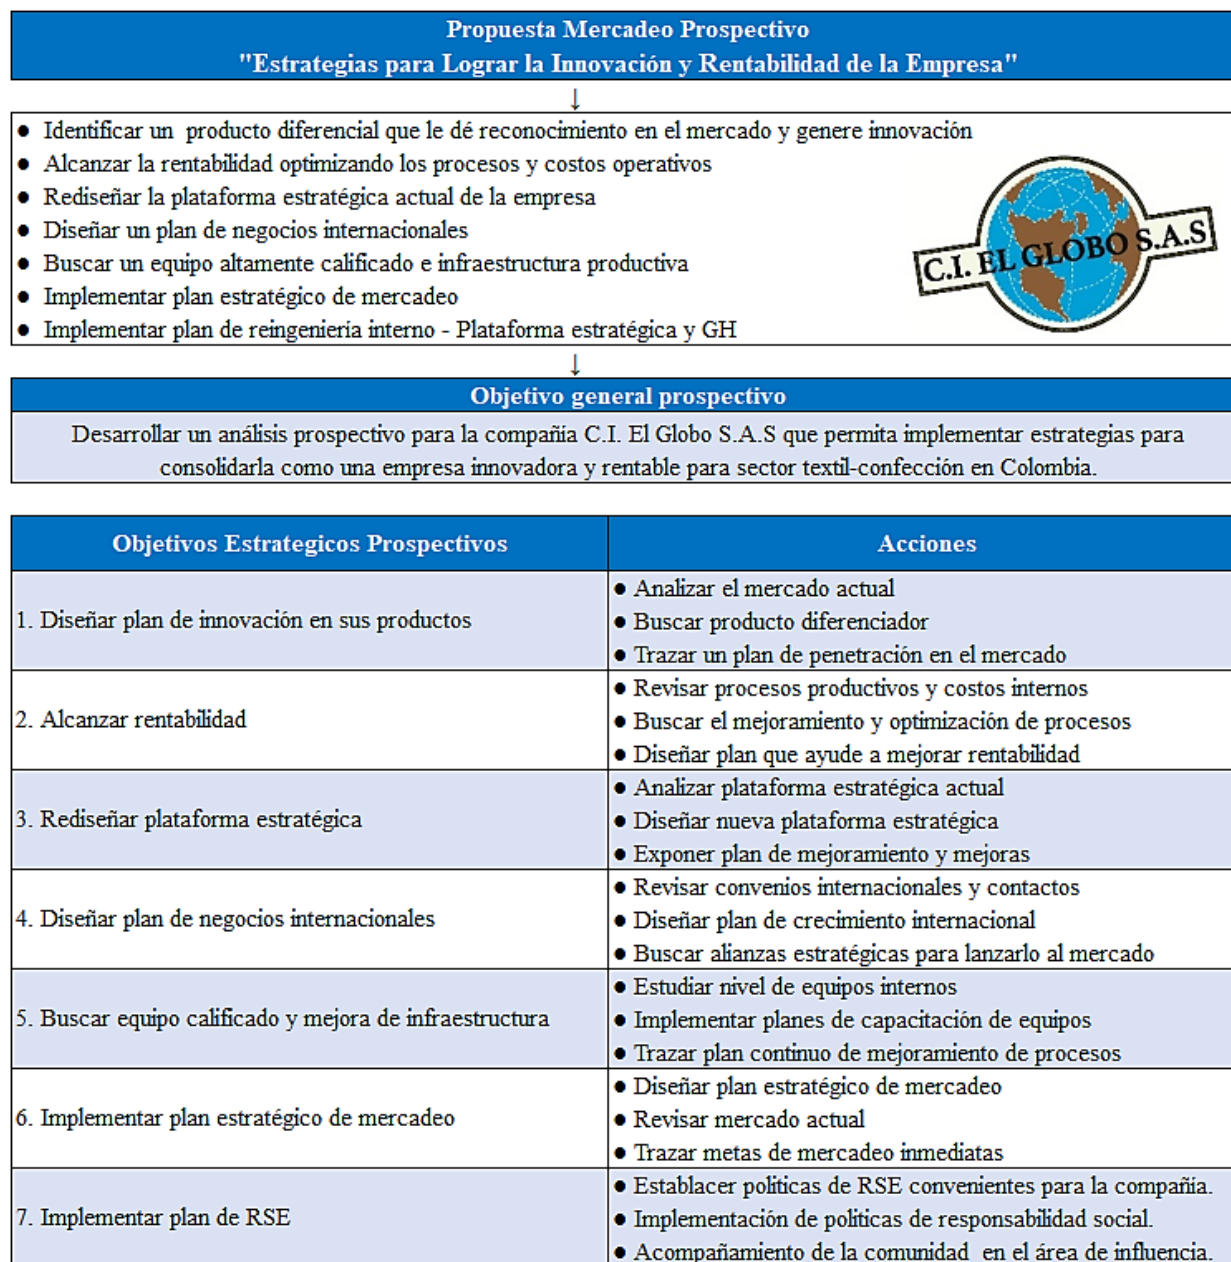 Propuesta Mercadeo Prospectivo
"Estrategias para Lograr la Innovación y Rentabilidad de la Empresa"
↓
● Identificar un producto diferencial que le dé reconocimiento en el mercado y genere innovación
● Alcanzar la rentabilidad optimizando los procesos y costos operativos
● Rediseñar la plataforma estratégica actual de la empresa
● Diseñar un plan de negocios internacionales
● Buscar un equipo altamente calificado e infraestructura productiva
● Implementar plan estratégico de mercadeo
● Implementar plan de reingeniería interno - Plataforma estratégica y GH
C.I. EL GLOBO S.A.S
↓
Objetivo general prospectivo
Desarrollar un análisis prospectivo para la compañía C.I. El Globo S.A.S que permita implementar estrategias para
consolidarla como una empresa innovadora y rentable para sector textil-confección en Colombia.
Objetivos Estrategicos Prospectivos
Acciones
1. Diseñar plan de innovación en sus productos
● Analizar el mercado actual
● Buscar producto diferenciador
● Trazar un plan de penetración en el mercado
2. Alcanzar rentabilidad
● Revisar procesos productivos y costos internos
● Buscar el mejoramiento y optimización de procesos
● Diseñar plan que ayude a mejorar rentabilidad
3. Rediseñar plataforma estratégica
● Analizar plataforma estratégica actual
● Diseñar nueva plataforma estratégica
● Exponer plan de mejoramiento y mejoras
4. Diseñar plan de negocios internacionales
● Revisar convenios internacionales y contactos
● Diseñar plan de crecimiento internacional
● Buscar alianzas estratégicas para lanzarlo al mercado
5. Buscar equipo calificado y mejora de infraestructura
● Estudiar nivel de equipos internos
● Implementar planes de capacitación de equipos
● Trazar plan continuo de mejoramiento de procesos
6. Implementar plan estratégico de mercadeo
● Diseñar plan estratégico de mercadeo
● Revisar mercado actual
● Trazar metas de mercadeo inmediatas
7. Implementar plan de RSE
● Establacer politicas de RSE convenientes para la compañía.
● Implementación de politicas de responsabilidad social.
● Acompañamiento de la comunidad en el área de influencia.